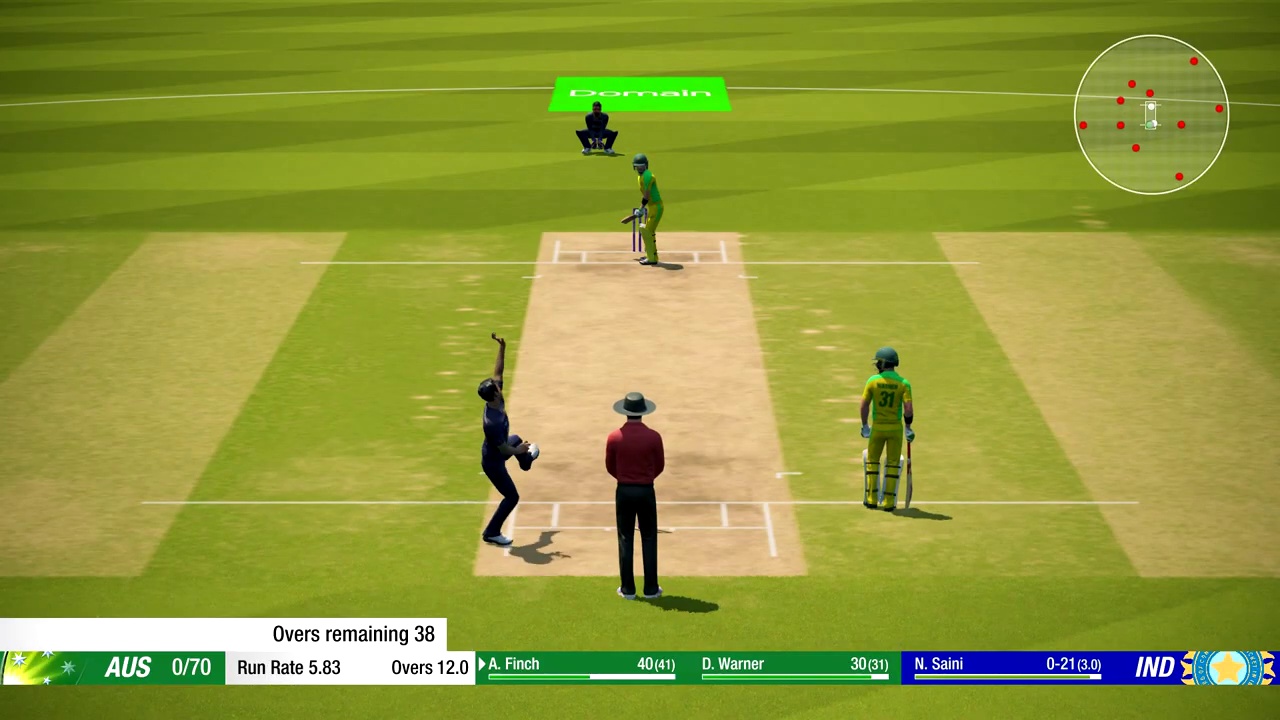 Domain
31
Overs remaining 38
AUS 0/70 Run Rate 5.83 Overs 12.0 A. Finch 40(41) D. Warner 30(31) N. Saini 0-21(3.0) IND